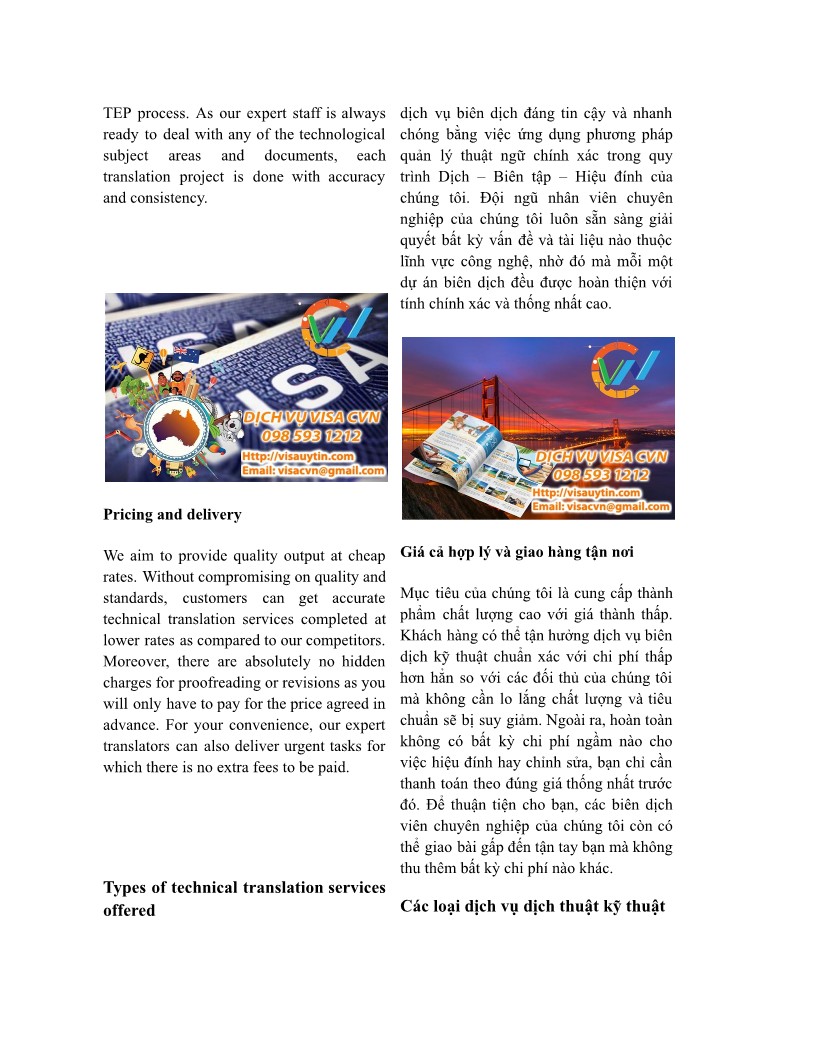 TEP process. As our expert staff is always
ready to deal with any of the technological
subject areas and documents, each
translation project is done with accuracy
and consistency.
VISA
VISA
DỊCH VỤ VISA CVN
098 593 1212
Http://visauytin.com
Email: visacvn@gmail.com
Pricing and delivery
We aim to provide quality output at cheap
rates. Without compromising on quality and
standards, customers can get accurate
technical translation services completed at
lower rates as compared to our competitors.
Moreover, there are absolutely no hidden
charges for proofreading or revisions as you
will only have to pay for the price agreed in
advance. For your convenience, our expert
translators can also deliver urgent tasks for
which there is no extra fees to be paid.
Types of technical translation services
offered
dịch vụ biên dịch đáng tin cậy và nhanh
chóng bằng việc ứng dụng phương pháp
quản lý thuật ngữ chính xác trong quy
trình Dịch – Biên tập – Hiệu đính của
chúng tôi. Đội ngũ nhân viên chuyên
nghiệp của chúng tôi luôn sẵn sàng giải
quyết bất kỳ vấn đề và tài liệu nào thuộc
lĩnh vực công nghệ, nhờ đó mà mỗi một
dự án biên dịch đều được hoàn thiện với
tính chính xác và thống nhất cao.
DỊCH VỤ VISA CVN
098 593 1212
Http://visauytin.com
Email: visacvn@gmail.com
Giá cả hợp lý và giao hàng tận nơi
Mục tiêu của chúng tôi là cung cấp thành
phẩm chất lượng cao với giá thành thấp.
Khách hàng có thể tận hưởng dịch vụ biên
dịch kỹ thuật chuẩn xác với chi phí thấp
hơn hẳn so với các đối thủ của chúng tôi
mà không cần lo lắng chất lượng và tiêu
chuẩn sẽ bị suy giảm. Ngoài ra, hoàn toàn
không có bất kỳ chi phí ngầm nào cho
việc hiệu đính hay chỉnh sửa, bạn chỉ cần
thanh toán theo đúng giá thống nhất trước
đó. Để thuận tiện cho bạn, các biên dịch
viên chuyên nghiệp của chúng tôi còn có
thể giao bài gấp đến tận tay bạn mà không
thu thêm bất kỳ chi phí nào khác.
Các loại dịch vụ dịch thuật kỹ thuật